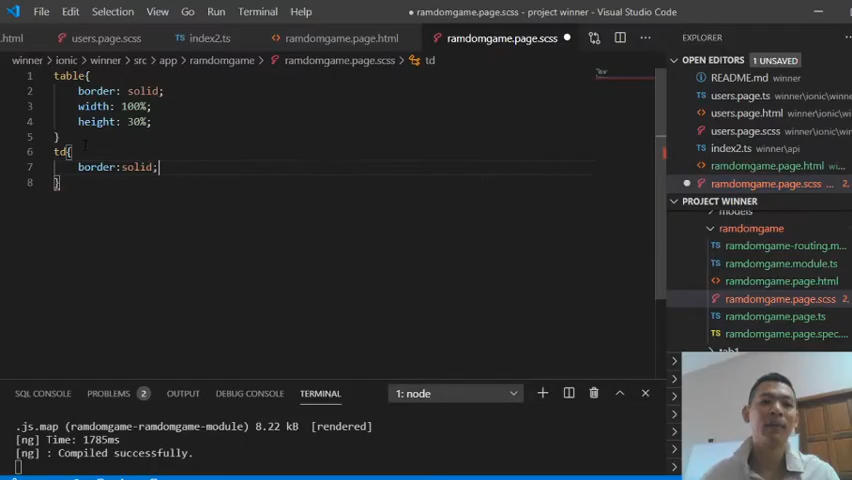 File Edit Selection View Go Run Terminal Help
● ramdomgame.page.scss - project winner - Visual Studio Code
.html users.page.scss index2.ts ramdomgame.page.html ramdomgame.page.scss
winner > ionic > winner > src > app > ramdomgame > ramdomgame.page.scss > td
1 table{
2 border: solid;
3 width: 100%;
4 height: 30%;
5 }
6 td{
7 border:solid;
8 }
EXPLORER
OPEN EDITORS 1 UNSAVED
README.md winner
users.page.ts winner\ionic\win...
users.page.html winner\ionic\...
users.page.scss winner\ionic\...
index2.ts winner\api
ramdomgame.page.html winne...
ramdomgame.page.scss ... 2,
PROJECT WINNER
models
ramdomgame
ramdomgame-routing.m...
ramdomgame.module.ts
ramdomgame.page.html
ramdomgame.page.scss 2,
ramdomgame.page.ts
ramdomgame.page.spec...
tab1
SQL CONSOLE PROBLEMS 2 OUTPUT DEBUG CONSOLE TERMINAL 1: node
.js.map (ramdomgame-ramdomgame-module) 8.22 kB [rendered]
[ng] Time: 1785ms
[ng] : Compiled successfully.